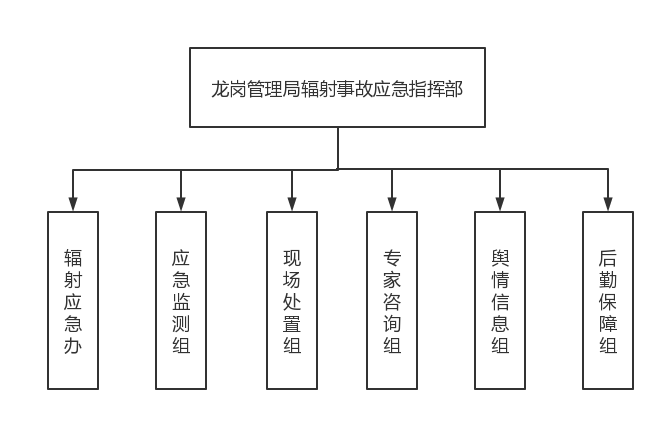 龙岗管理局辐射事故应急指挥部
辐射应急办
应急监测组
现场处置组
专家咨询组
舆情信息组
后勤保障组